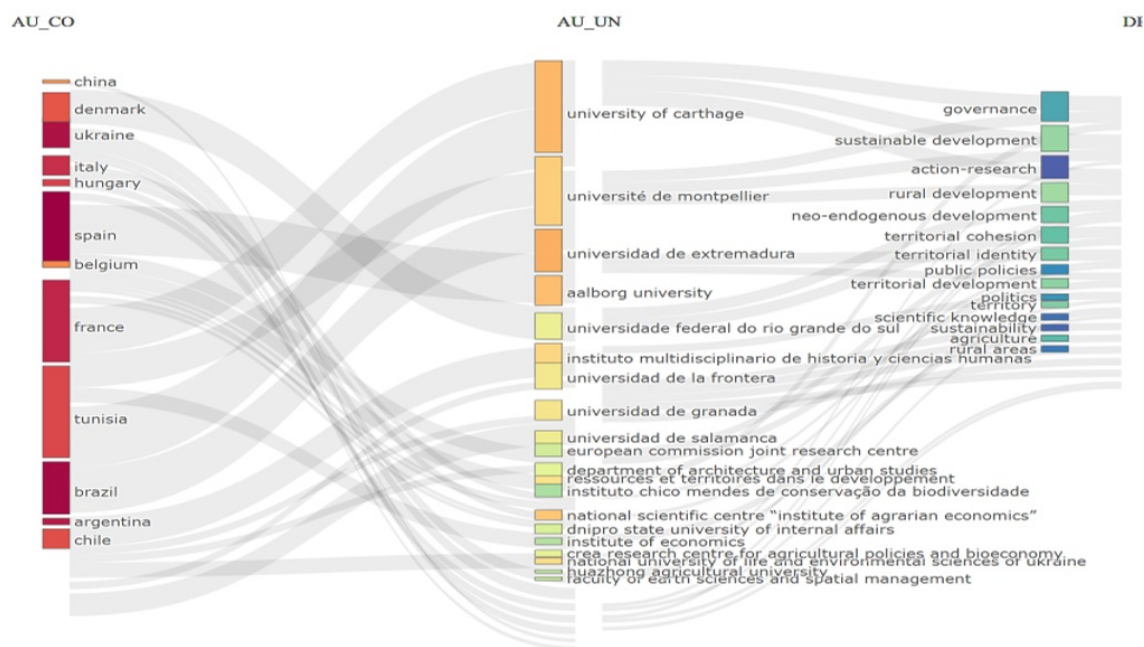 AU_CO
AU_UN
china
denmark
ukraine
italy
hungary
spain
belgium
france
tunisia
brazil
argentina
chile
university of carthage
université de montpellier
universidad de extremadura
aalborg university
universidade federal do rio grande do sul
instituto multidisciplinario de historia y ciencias humanas
universidad de la frontera
universidad de granada
universidad de salamanca
european commission joint research centre
department of architecture and urban studies
ressources et territoires dans le developpement
instituto chico mendes de conservação da biodiversidade
national scientific centre “institute of agrarian economics”
dnipro state university of internal affairs
institute of economics
crea research centre for agricultural policies and bioeconomy
national university of life and environmental sciences of ukraine
huazhong agricultural university
faculty of earth sciences and spatial management
governance
sustainable development
action-research
rural development
neo-endogenous development
territorial cohesion
territorial identity
public policies
territorial development
politics
territory
scientific knowledge
sustainability
agriculture
rural areas